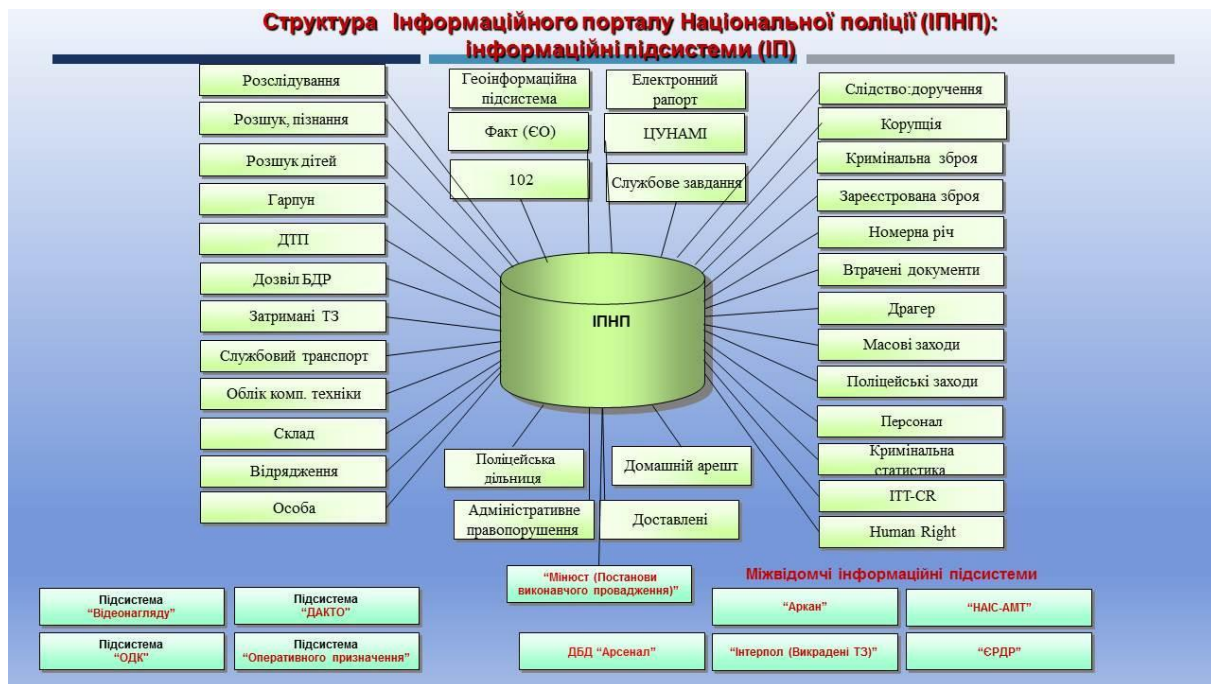 Структура Інформаційного порталу Національної поліції (ІПНП):
інформаційні підсистеми (ІП)
Розслідування
Розшук, пізнання
Розшук дітей
Гарпун
ДТП
Дозвіл БДР
Затримані ТЗ
Службовий транспорт
Облік комп. техніки
Склад
Відрядження
Особа
Геоінформаційна
підсистема
Факт (ЄО)
102
Електронний
рапорт
ЦУНАМІ
Службове завдання
ІПНП
Поліцейська
дільниця
Адміністративне
правопорушення
Домашній арешт
Доставлені
Слідство:доручення
Корупція
Кримінальна зброя
Зареєстрована зброя
Номерна річ
Втрачені документи
Драгер
Масові заходи
Поліцейські заходи
Персонал
Кримінальна
статистика
ITT-CR
Human Right
Підсистема
“Відеонагляду”
Підсистема
“ДАКТО”
Підсистема
“ОДК”
Підсистема
“Оперативного призначення”
“Мінюст (Постанови
виконавчого провадження)”
Міжвідомчі інформаційні підсистеми
“Аркан”
“НАІС-АМТ”
ДБД “Арсенал”
“Інтерпол (Викрадені ТЗ)”
“ЄРДР”